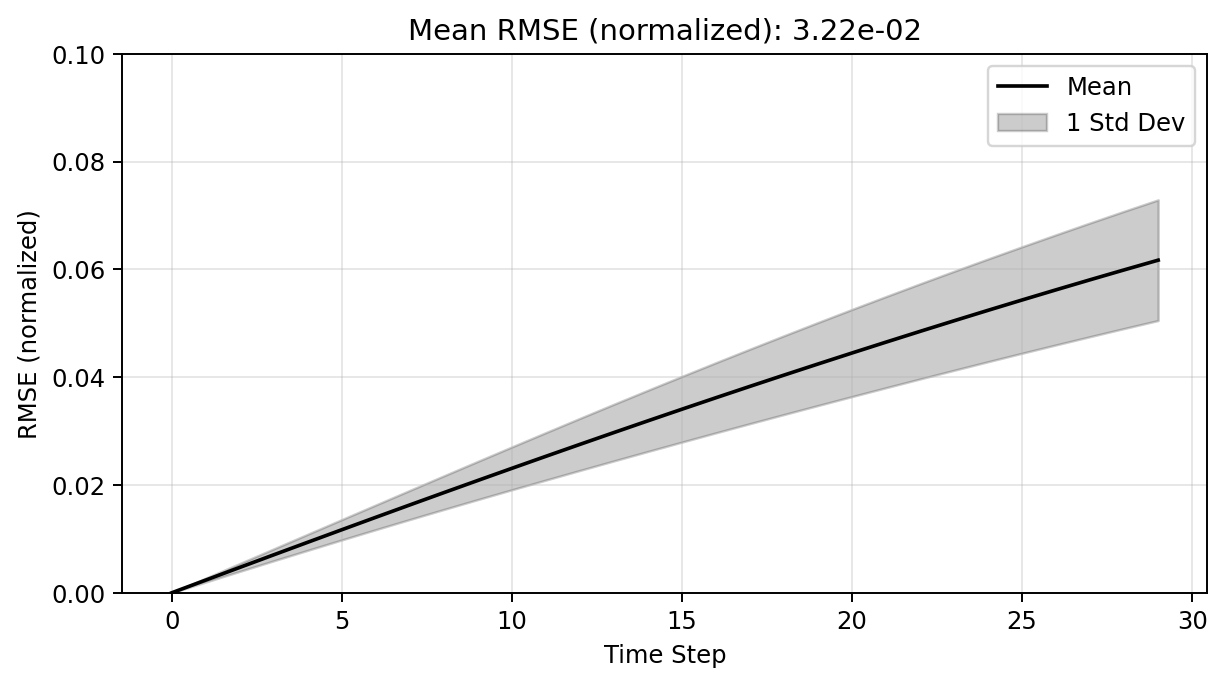 Mean RMSE (normalized): 3.22e-02
0.10
0.08
0.06
0.04
0.02
0.00
RMSE (normalized)
Mean
1 Std Dev
0 5 10 15 20 25 30
Time Step